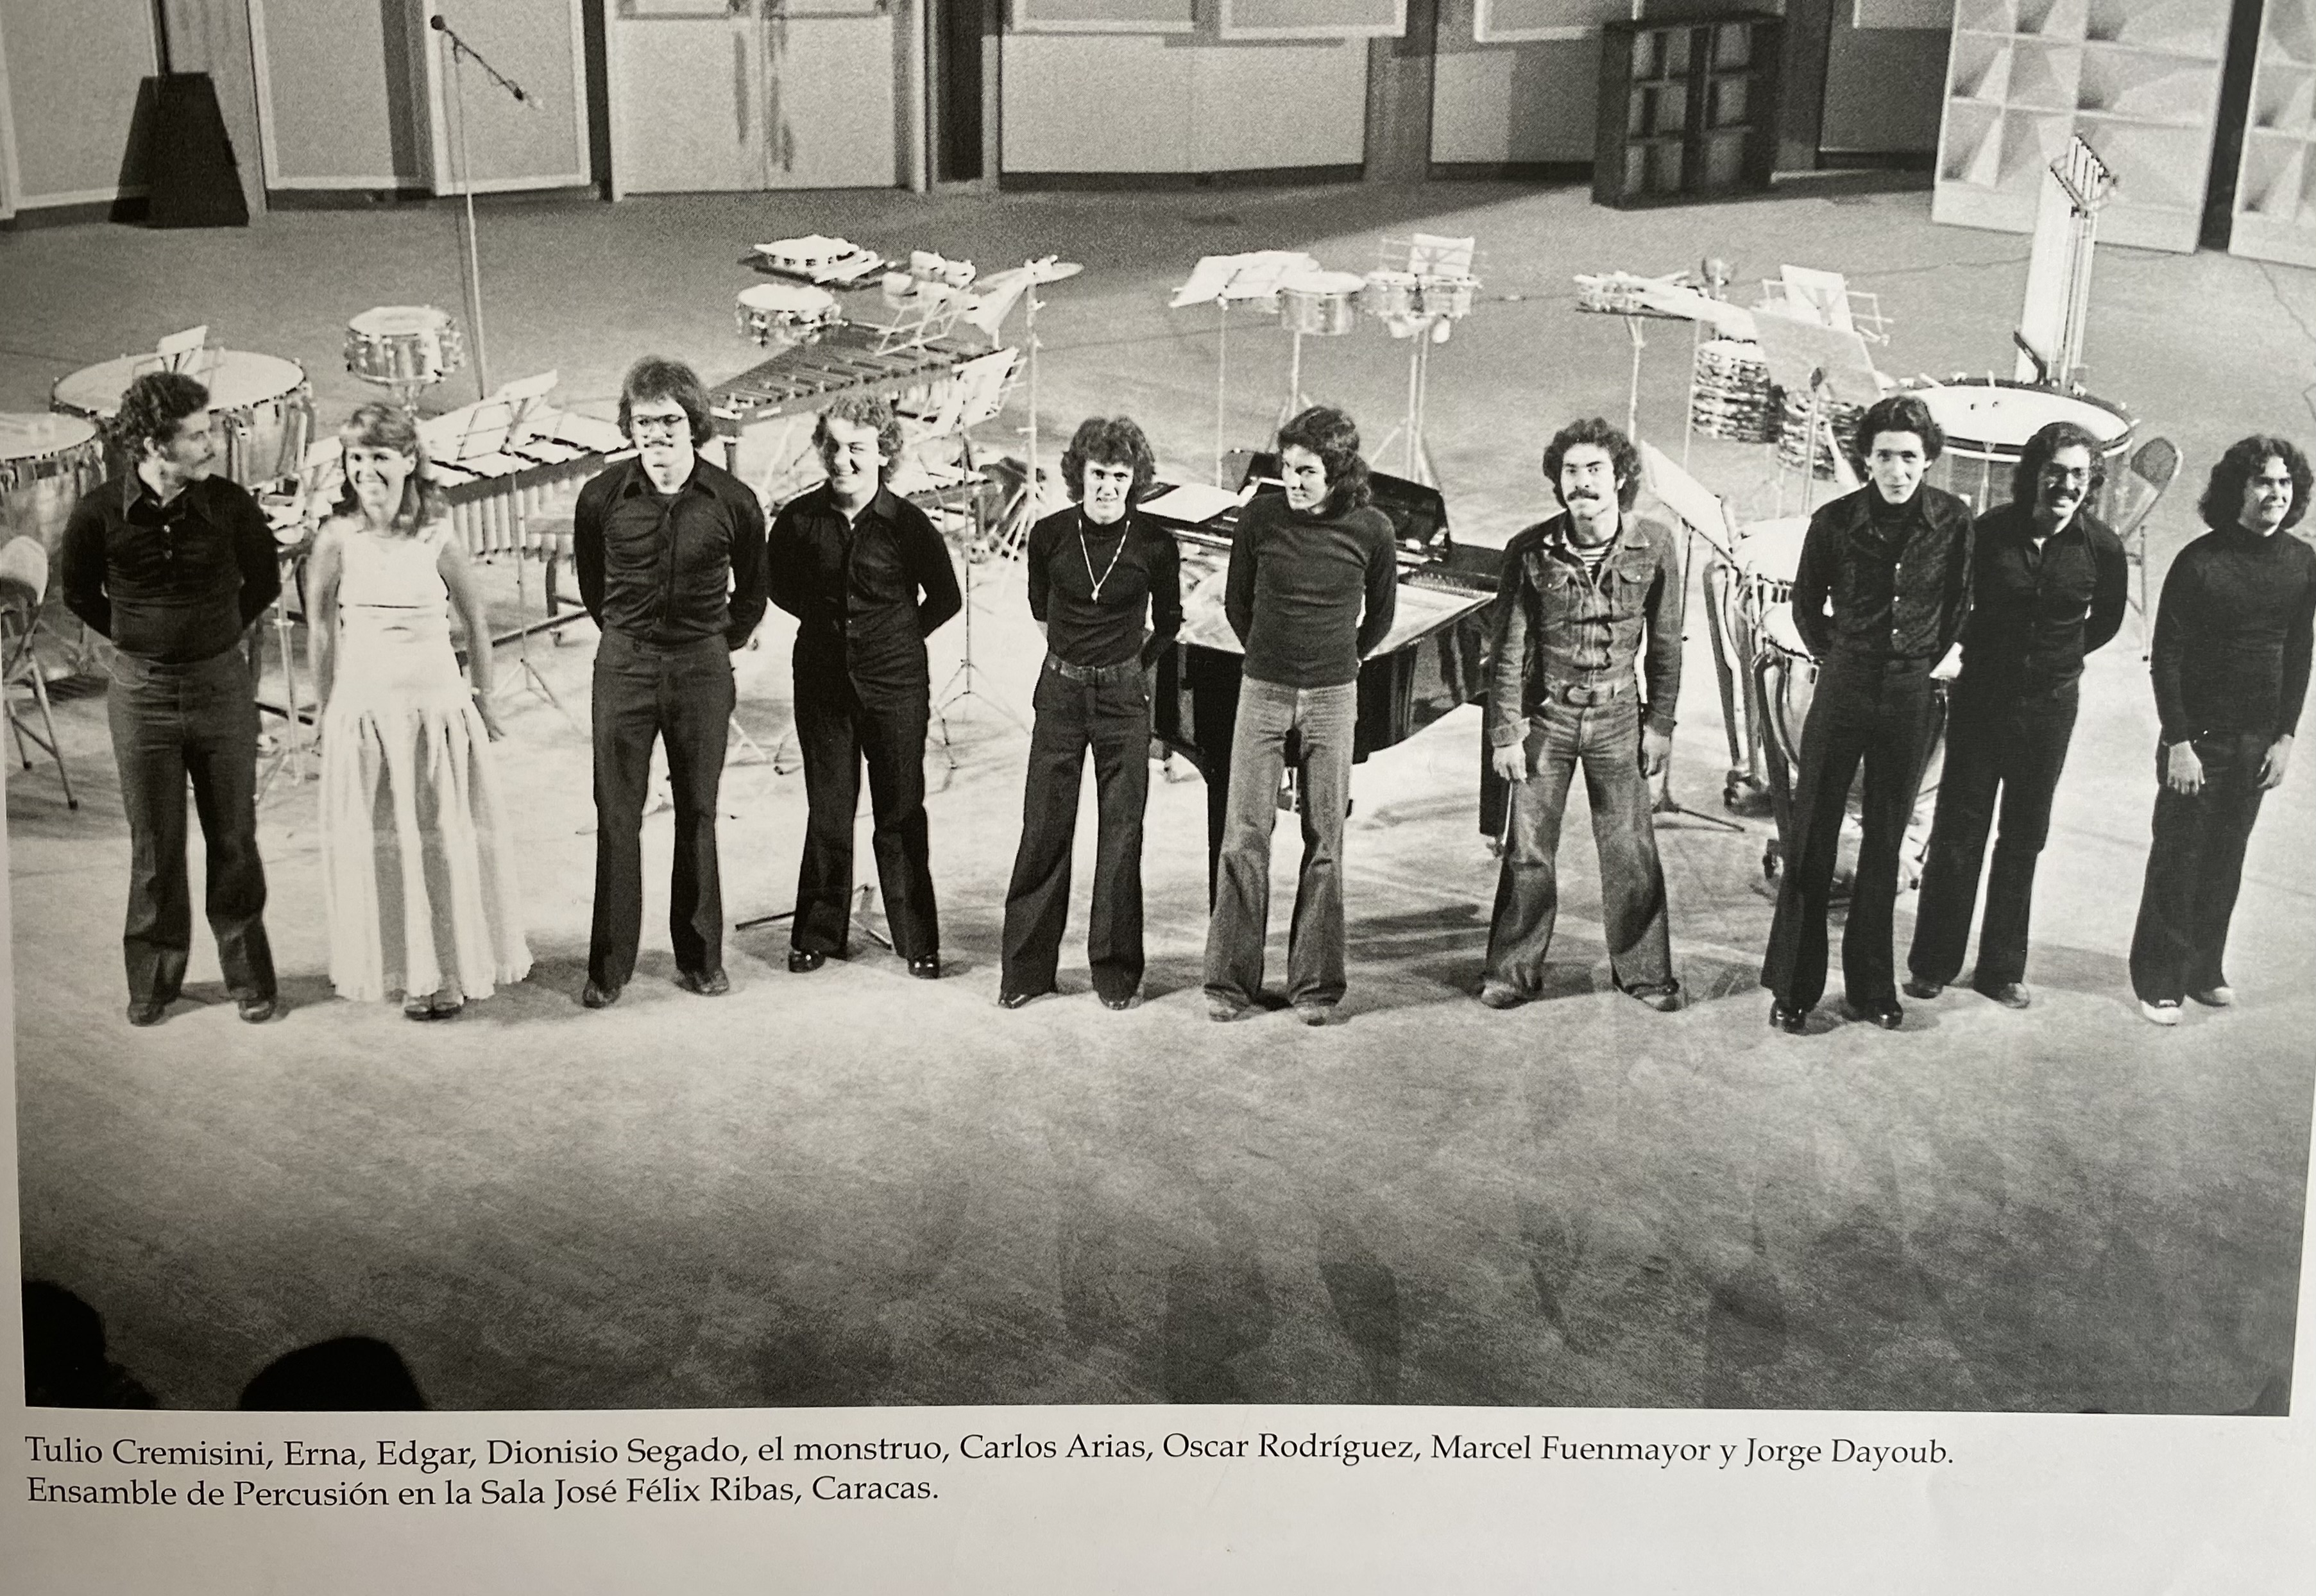 Tulio Cremisini, Erna, Edgar, Dionisio Segado, el monstruo, Carlos Arias, Oscar Rodríguez, Marcel Fuenmayor y Jorge Dayoub.
Ensamble de Percusión en la Sala José Félix Ribas, Caracas.